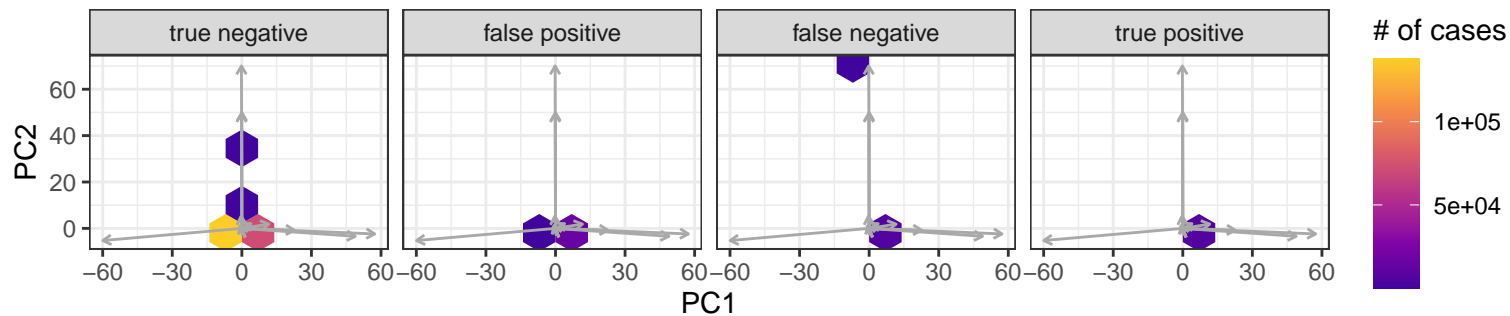 true negative
false positive
false negative
true positive
# of cases
1e+05
5e+04
PC2
60
40
20
0
−60 −30 0 30 60
−60 −30 0 30 60
−60 −30 0 30 60
−60 −30 0 30 60
PC1